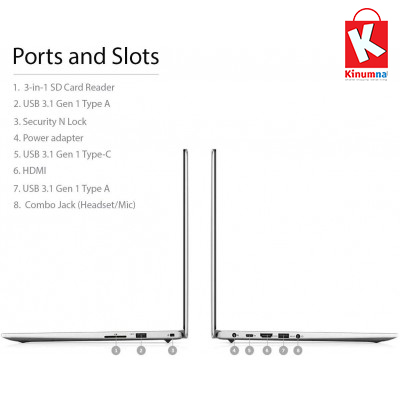 Ports and Slots
1. 3-in-1 SD Card Reader
2. USB 3.1 Gen 1 Type A
3. Security N Lock
4. Power adapter
5. USB 3.1 Gen 1 Type-C
6. HDMI
7. USB 3.1 Gen 1 Type A
8. Combo Jack (Headset/Mic)
K
Kinumna
1 2 3 4 5 6 7 8